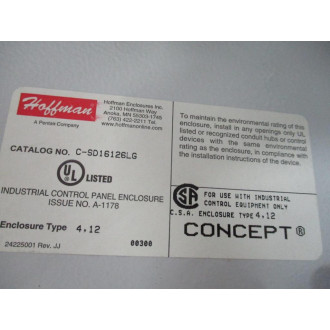 Hoffman
A Pentair Company
Hoffman Enclosures Inc.
2100 Hoffman Way
Anoka, MN 55303-1745
(763) 422-2211 Tel.
www.hoffmanonline.com
CATALOG NO. C-SD16126LG
UL LISTED
INDUSTRIAL CONTROL PANEL ENCLOSURE
ISSUE NO. A-1178
Enclosure Type 4,12
24225001 Rev. JJ 00300
To maintain the environmental rating of this
enclosure, install in any openings only UL
listed or recognized conduit hubs or control
devices with the same environmental
rating as the enclosure, in compliance with
the installation instructions of the device.
SA FOR USE WITH INDUSTRIAL
CONTROL EQUIPMENT ONLY
C.S.A. ENCLOSURE TYPE 4,12
CONCEPT®